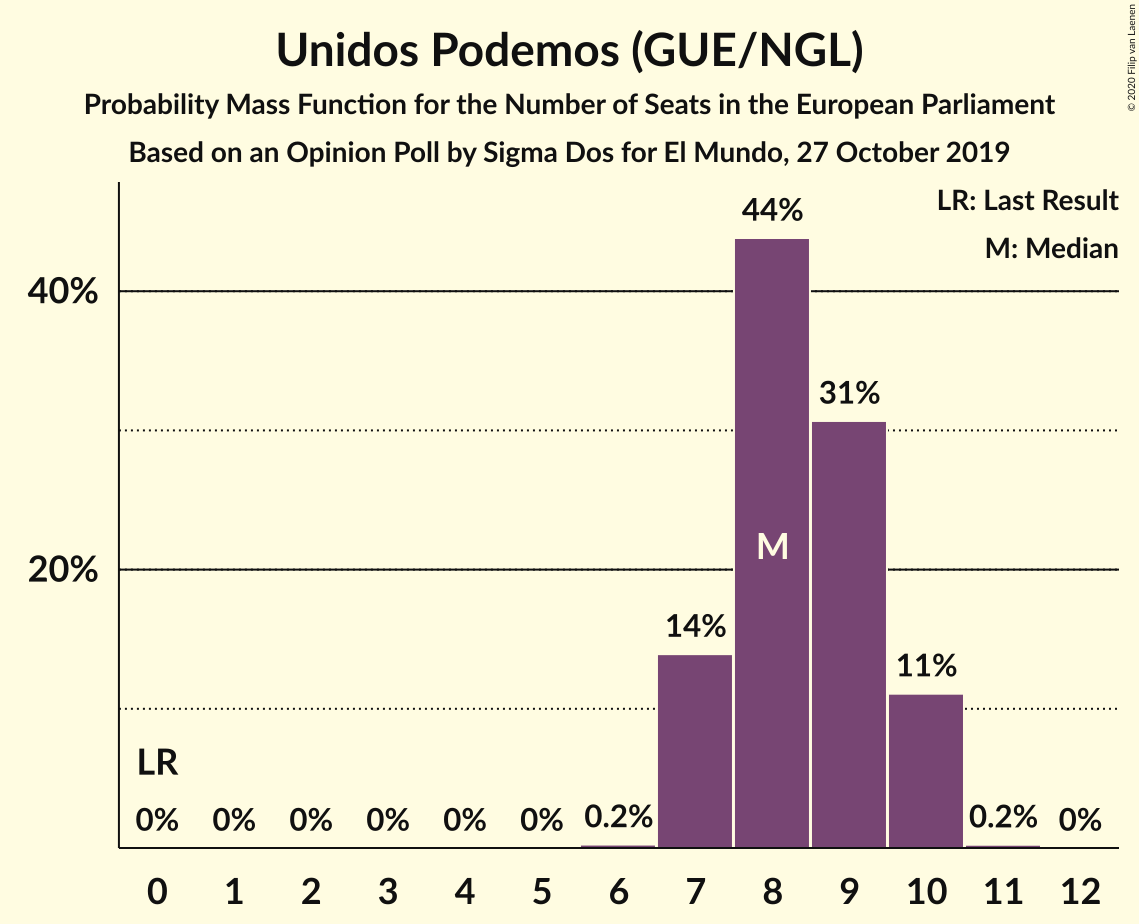 Unidos Podemos (GUE/NGL)
Probability Mass Function for the Number of Seats in the European Parliament
Based on an Opinion Poll by Sigma Dos for El Mundo, 27 October 2019
© 2020 Filip van Laenen
LR: Last Result
M: Median
44%
40%
31%
M
20%
14%
11%
LR
0% 0% 0% 0% 0% 0% 0.2% 0.2% 0%
0 1 2 3 4 5 6 7 8 9 10 11 12